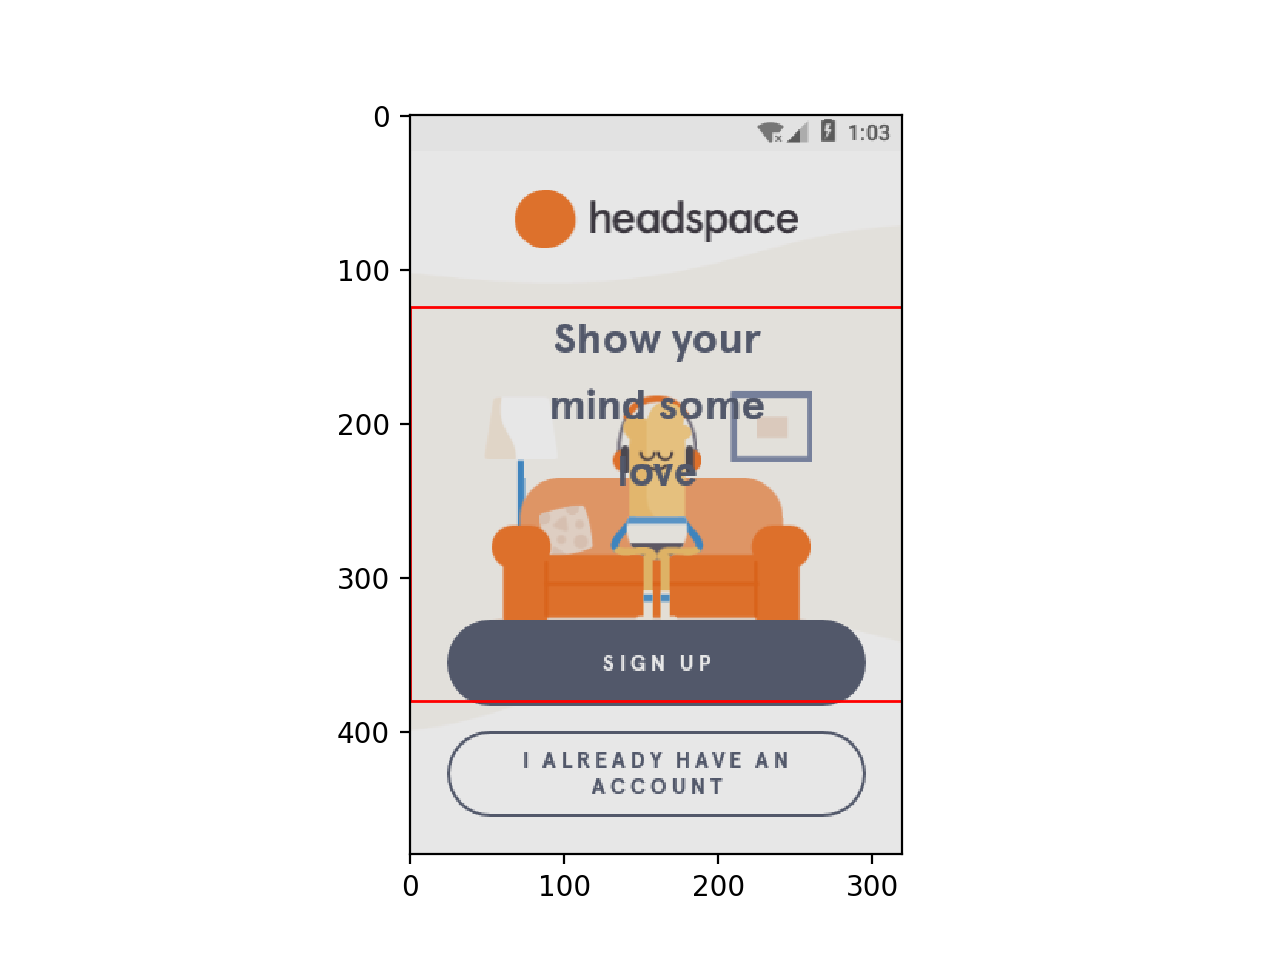 0
100
200
300
400
1:03
headspace
Show your
mind some
love
SIGN UP
I ALREADY HAVE AN
ACCOUNT
0 100 200 300